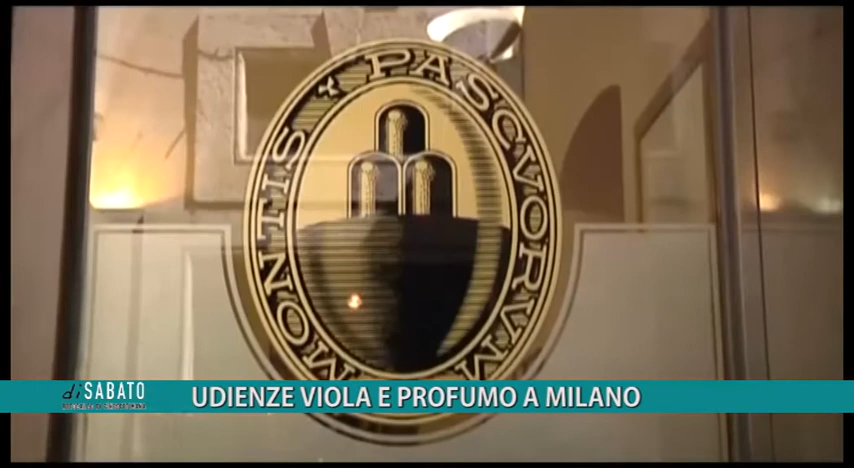 MONTIS PASCVORVM
di SABATO
UDIENZE VIOLA E PROFUMO A MILANO